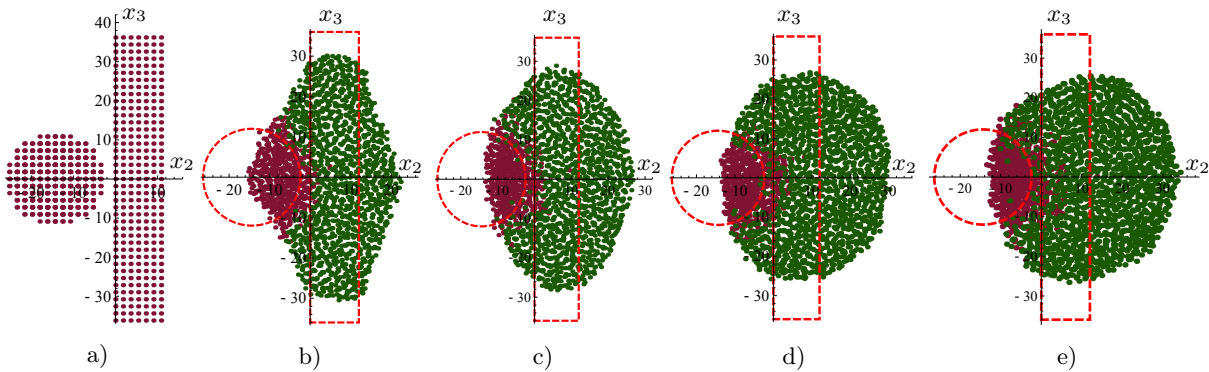 x₃ x₃ x₃ x₃ x₃
40
30 30 30 30 30
20 20 20 20
10 10 10 10 10
x₂ x₂ x₂ x₂ x₂
10 - 20 - 10 10 20 - 20 - 10 10 20 30 - 20 - 10 10 20 30 - 20 - 10 10 20 30
- 10 - 10 - 10 - 10 - 10
- 20 - 20 - 20 - 20 - 20
- 30 - 30 - 30 - 30 - 30
a) b) c) d) e)